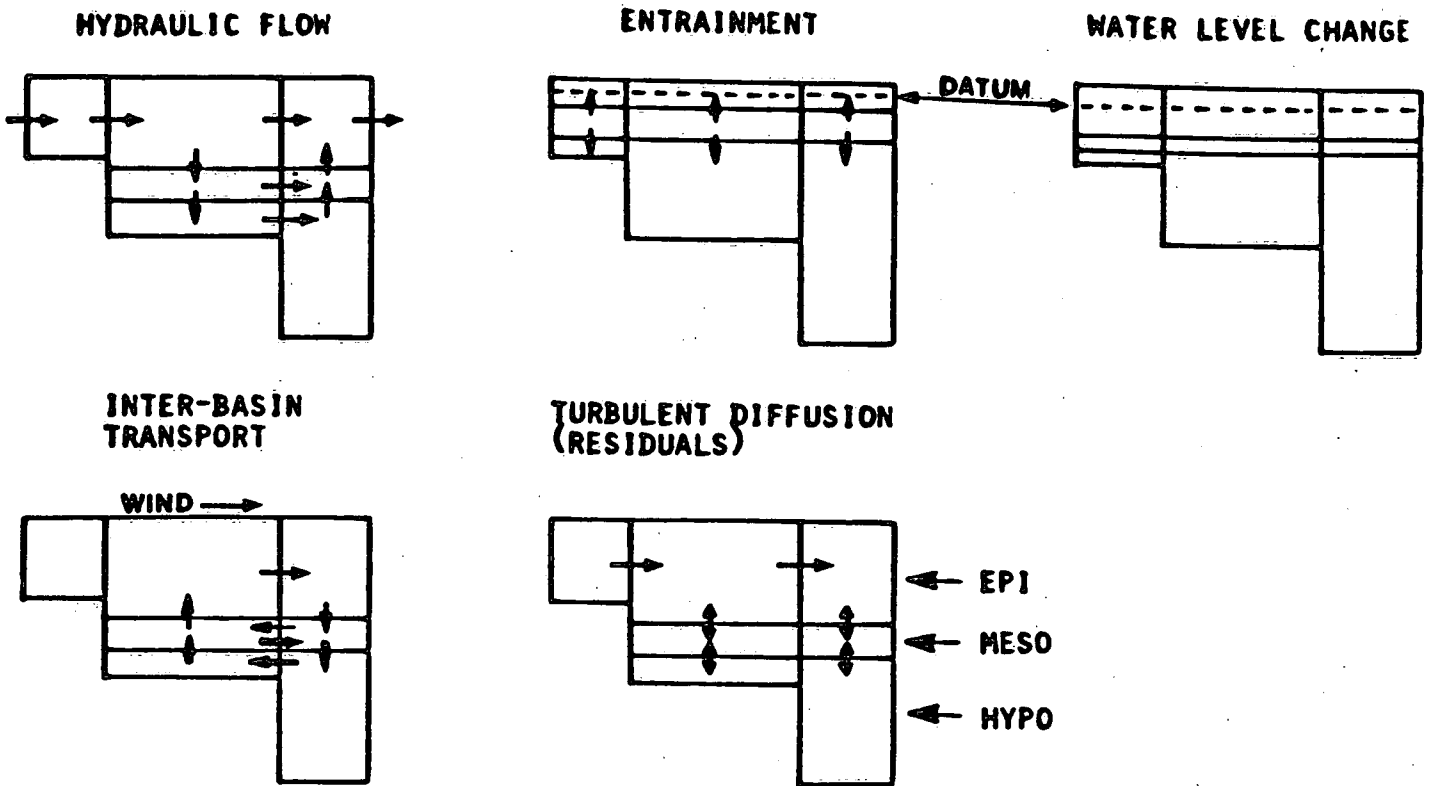 HYDRAULIC FLOW
ENTRAINMENT
WATER LEVEL CHANGE
DATUM
INTER-BASIN
TRANSPORT
TURBULENT DIFFUSION
(RESIDUALS)
WIND
EPI
MESO
HYPO